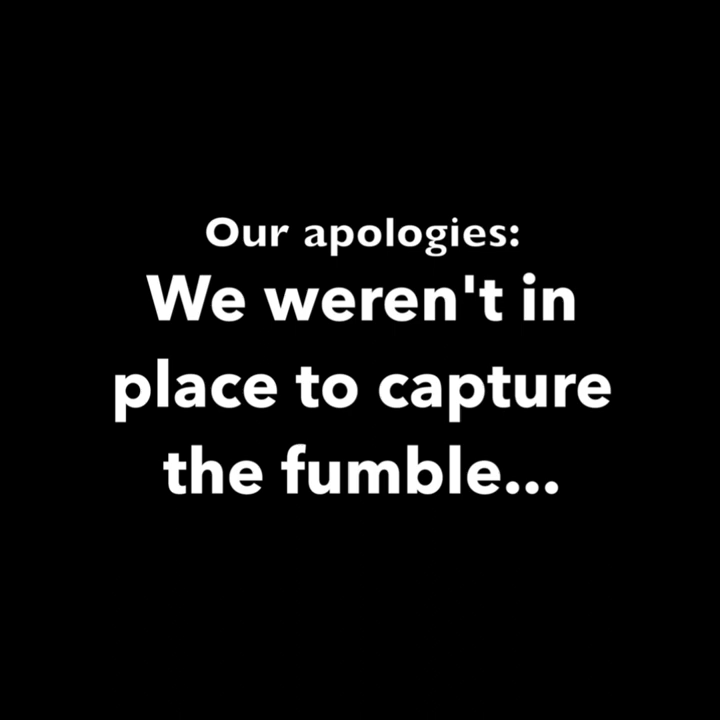 Our apologies:
We weren't in
place to capture
the fumble...